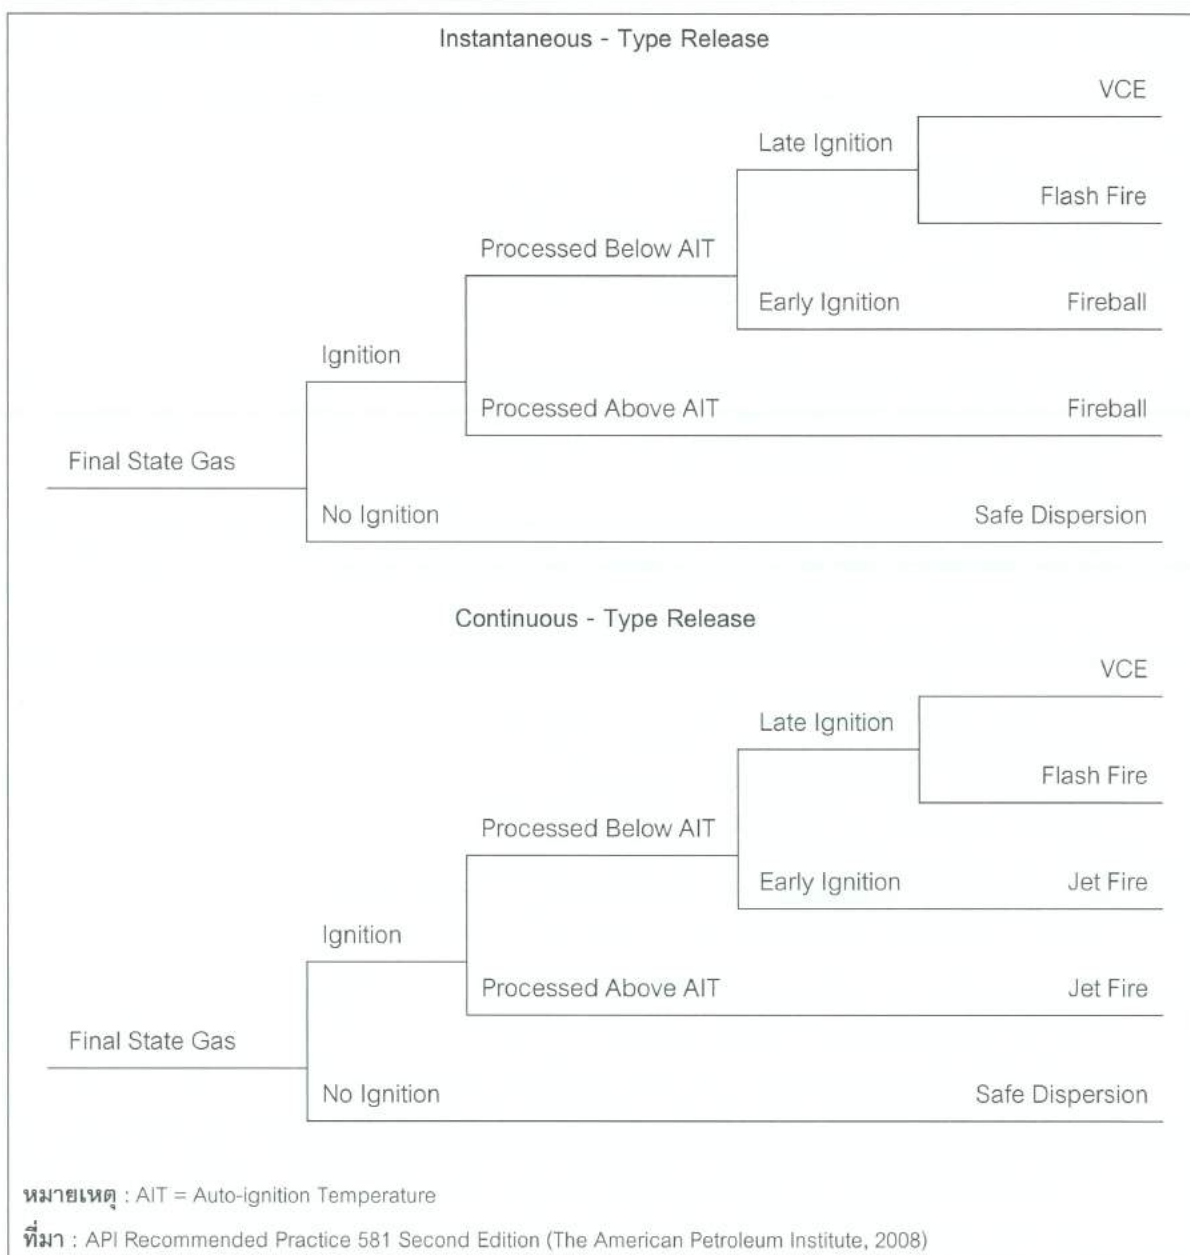 Instantaneous - Type Release
VCE
Late Ignition
Flash Fire
Processed Below AIT
Early Ignition Fireball
Ignition
Processed Above AIT Fireball
Final State Gas
No Ignition Safe Dispersion
Continuous - Type Release
VCE
Late Ignition
Flash Fire
Processed Below AIT
Early Ignition Jet Fire
Ignition
Processed Above AIT Jet Fire
Final State Gas
No Ignition Safe Dispersion
หมายเหตุ : AIT = Auto-ignition Temperature
ที่มา : API Recommended Practice 581 Second Edition (The American Petroleum Institute, 2008)